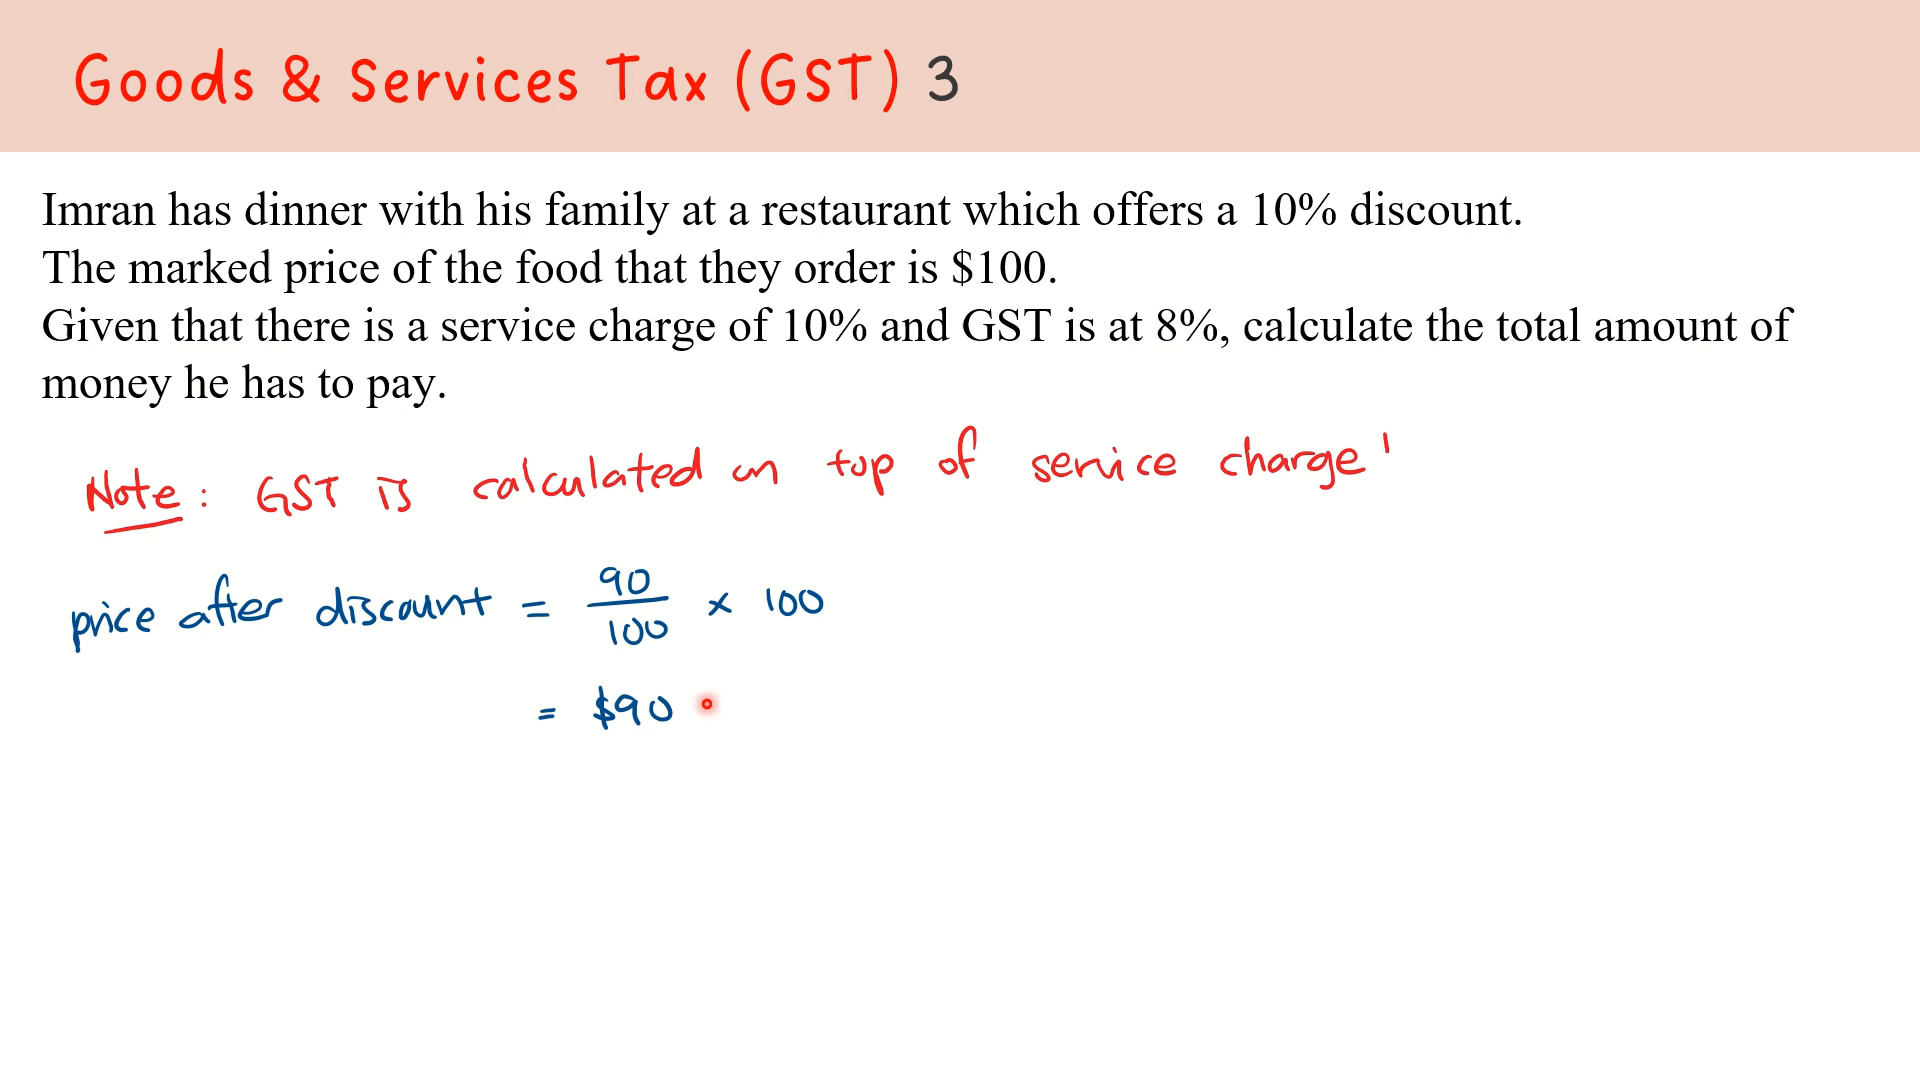 Goods & Services Tax (GST) 3
Imran has dinner with his family at a restaurant which offers a 10% discount.
The marked price of the food that they order is $100.
Given that there is a service charge of 10% and GST is at 8%, calculate the total amount of
money he has to pay.
Note: GST is calculated on top of service charge '
price after discount = 90/100 × 100
= $90